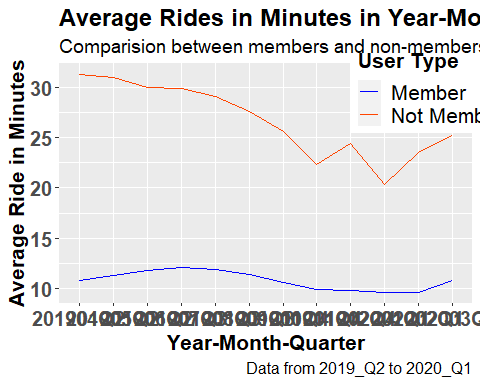 Average Rides in Minutes in Year-Mo
Comparision between members and non-members
User Type
Member
Not Memb
Average Ride in Minutes
30
25
20
15
10
Year-Month-Quarter
Data from 2019_Q2 to 2020_Q1